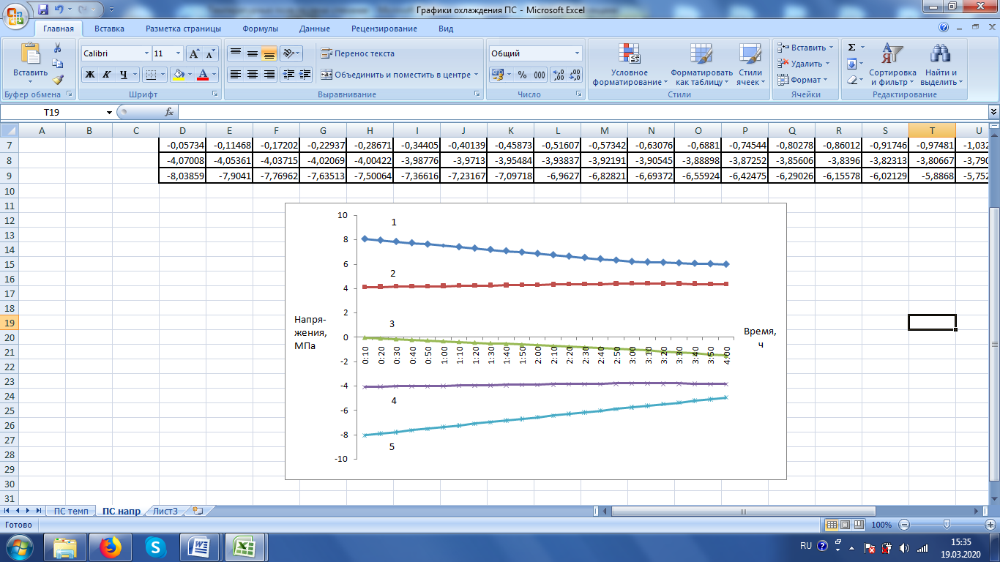 Графики охлаждения ПС - Microsoft Excel
Главная Вставка Разметка страницы Формулы Данные Рецензирование Вид
Вставить
Буфер обмена
Calibri 11
Ж К Ч
Шрифт
Перенос текста
Объединить и поместить в центре
Выравнивание
Общий
% 000
Число
Условное форматирование
Форматировать как таблицу
Стили ячеек
Стили
Вставить
Удалить
Формат
Ячейки
Сортировка и фильтр
Найти и выделить
Редактирование
T19 fx
A B C D E F G H I J K L M N O P Q R S T U
7 -0,05734 -0,11468 -0,17202 -0,22937 -0,28671 -0,34405 -0,40139 -0,45873 -0,51607 -0,57342 -0,63076 -0,6881 -0,74544 -0,80278 -0,86012 -0,91746 -0,97481 -1,032
8 -4,07008 -4,05361 -4,03715 -4,02069 -4,00422 -3,98776 -3,9713 -3,95484 -3,93837 -3,92191 -3,90545 -3,88898 -3,87252 -3,85606 -3,8396 -3,82313 -3,80667 -3,790
9 -8,03859 -7,9041 -7,76962 -7,63513 -7,50064 -7,36616 -7,23167 -7,09718 -6,9627 -6,82821 -6,69372 -6,55924 -6,42475 -6,29026 -6,15578 -6,02129 -5,8868 -5,752
10
11
12
13
14
15
16
17
18
19
20
21
22
23
24
25
26
27
28
29
30
31
10
8
6
4
2
0
-2
-4
-6
-8
-10
1
2
3
4
5
Напря-
жения,
МПа
Время,
ч
0:10 0:20 0:30 0:40 0:50 1:00 1:10 1:20 1:30 1:40 1:50 2:00 2:10 2:20 2:30 2:40 2:50 3:00 3:10 3:20 3:30 3:40 3:50 4:00
ПС темп ПС напр Лист3
Готово 100%
RU 15:35
19.03.2020